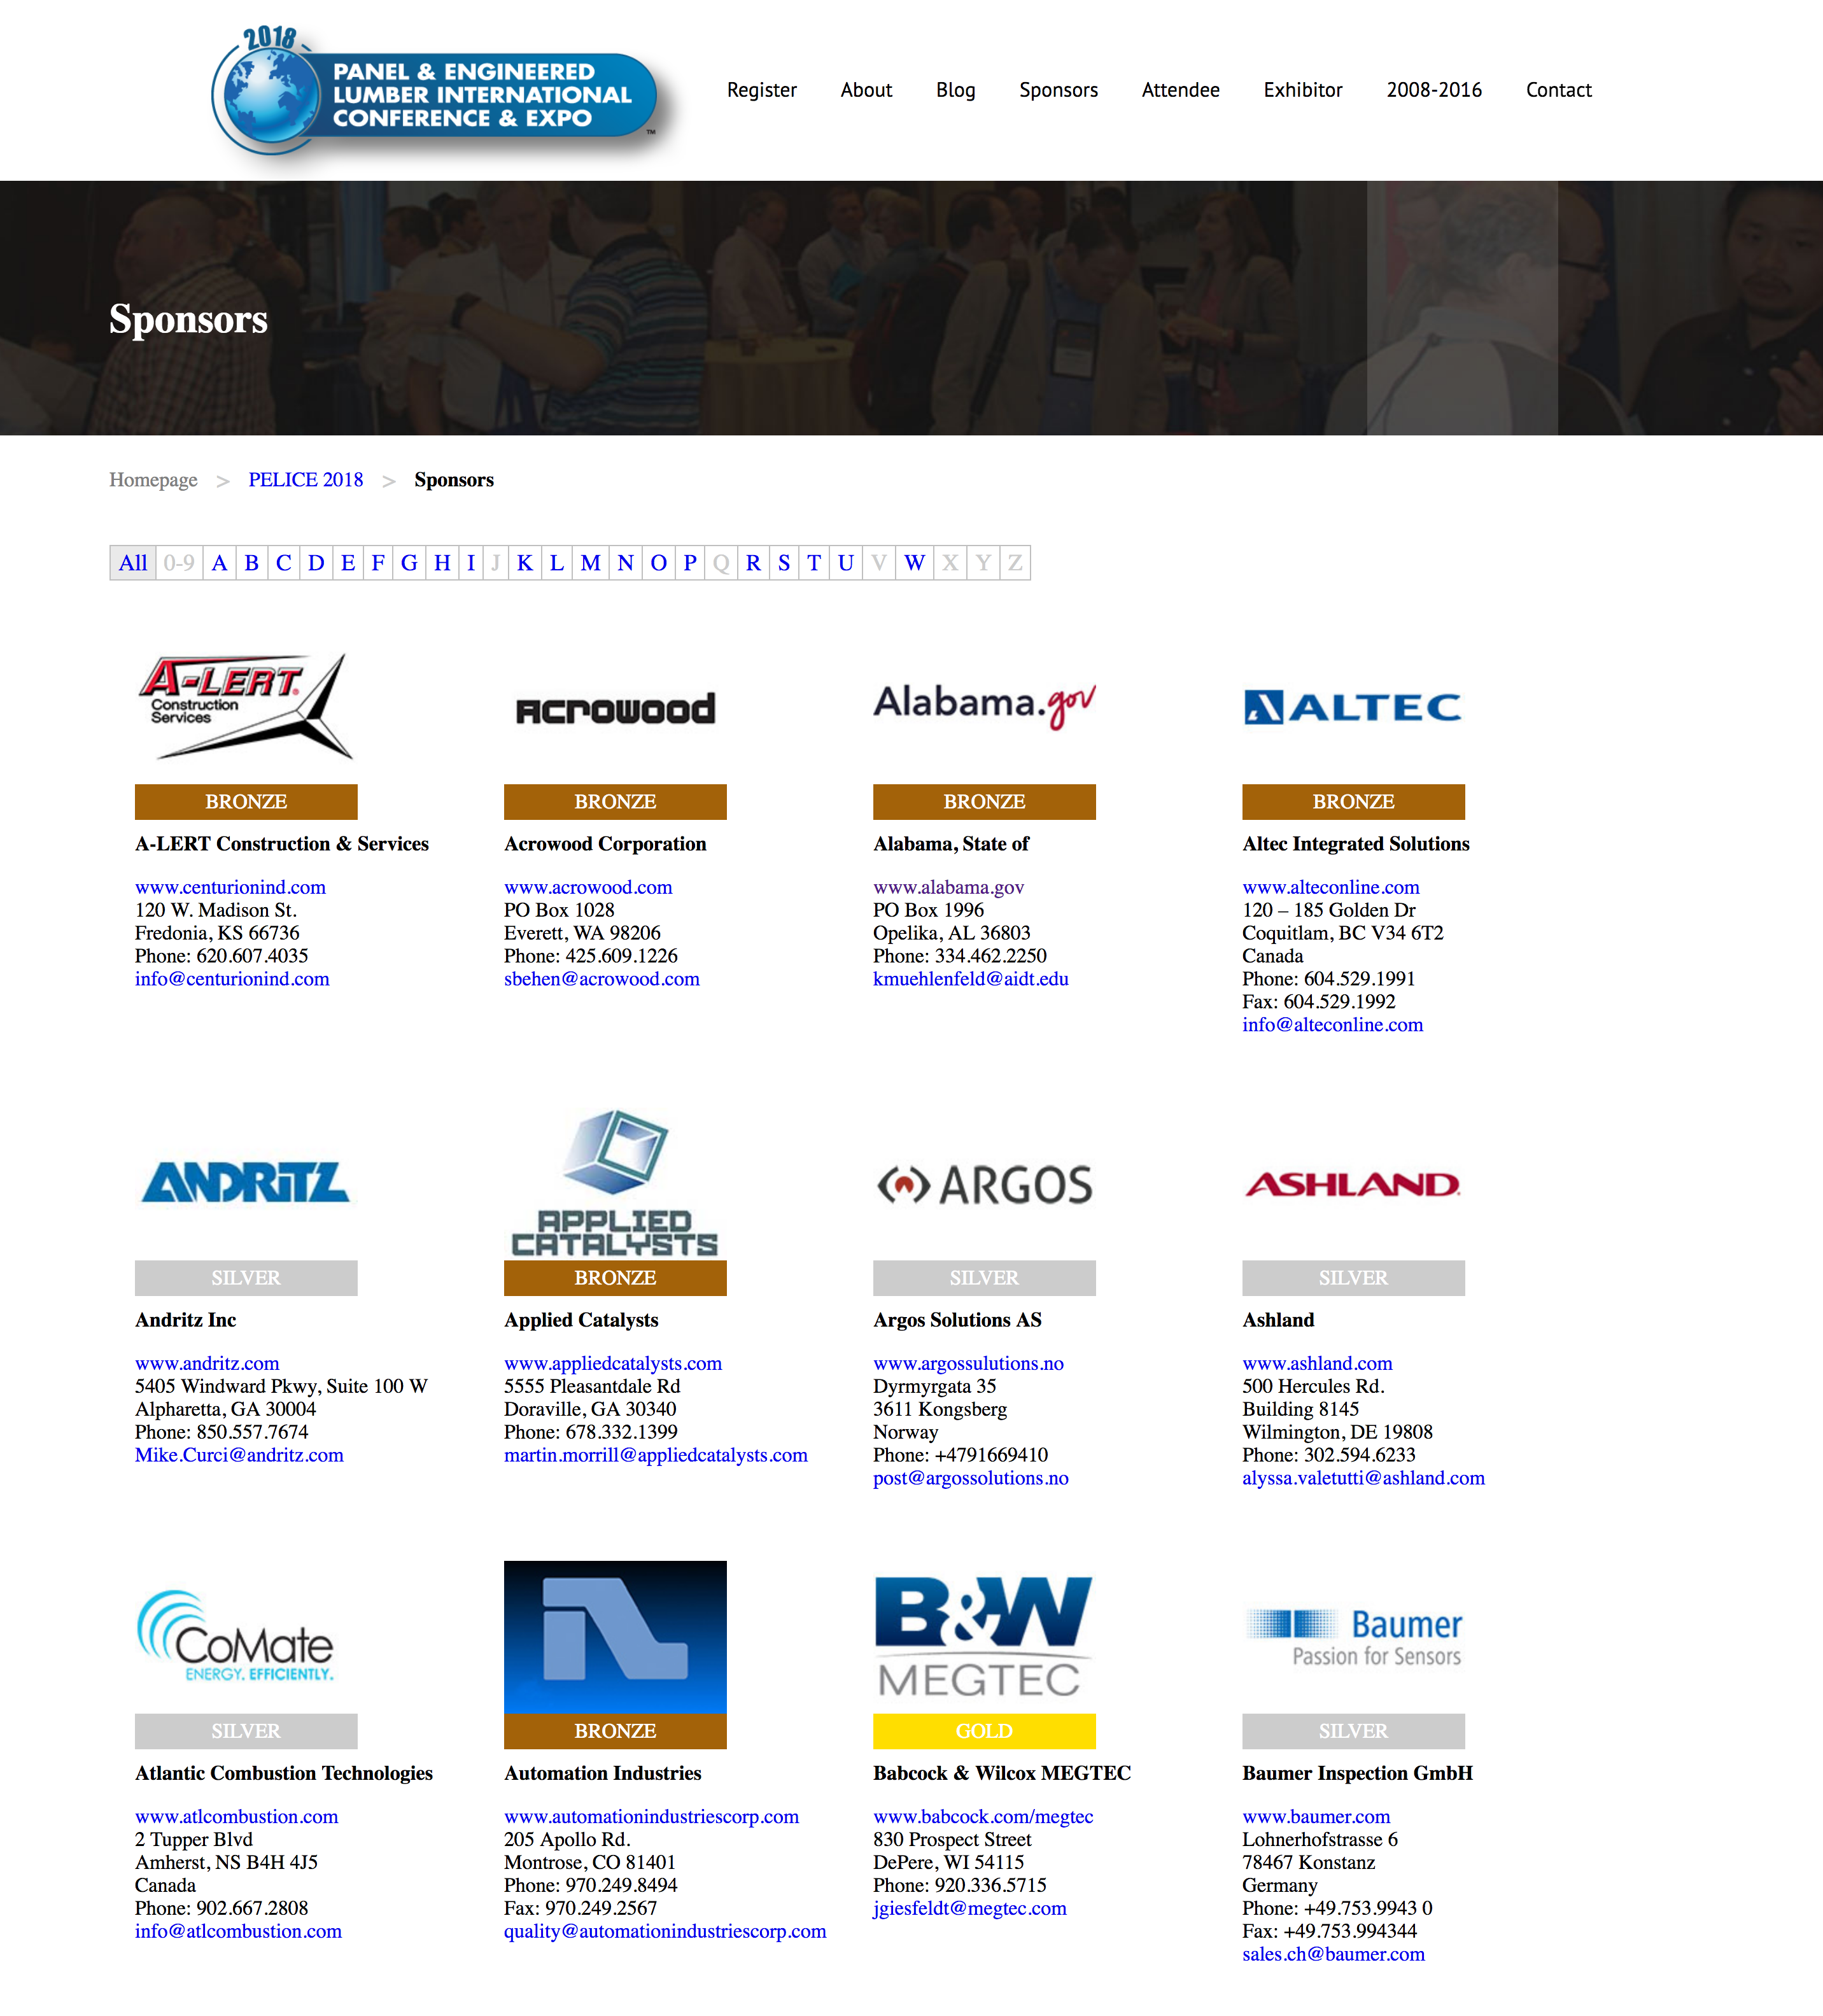 2018
PANEL & ENGINEERED
LUMBER INTERNATIONAL
CONFERENCE & EXPO
™
Register About Blog Sponsors Attendee Exhibitor 2008-2016 Contact
Sponsors
Homepage > PELICE 2018 > Sponsors
All 0-9 A B C D E F G H I J K L M N O P Q R S T U V W X Y Z
A-LERT®
Construction
Services
BRONZE
A-LERT Construction & Services
www.centurionind.com
120 W. Madison St.
Fredonia, KS 66736
Phone: 620.607.4035
info@centurionind.com
Acrowood
BRONZE
Acrowood Corporation
www.acrowood.com
PO Box 1028
Everett, WA 98206
Phone: 425.609.1226
sbehen@acrowood.com
Alabama.gov
BRONZE
Alabama, State of
www.alabama.gov
PO Box 1996
Opelika, AL 36803
Phone: 334.462.2250
kmuehlenfeld@aidt.edu
ALTEC
BRONZE
Altec Integrated Solutions
www.alteconline.com
120 – 185 Golden Dr
Coquitlam, BC V34 6T2
Canada
Phone: 604.529.1991
Fax: 604.529.1992
info@alteconline.com
ANDRITZ
SILVER
Andritz Inc
www.andritz.com
5405 Windward Pkwy, Suite 100 W
Alpharetta, GA 30004
Phone: 850.557.7674
Mike.Curci@andritz.com
APPLIED
CATALYSTS
BRONZE
Applied Catalysts
www.appliedcatalysts.com
5555 Pleasantdale Rd
Doraville, GA 30340
Phone: 678.332.1399
martin.morrill@appliedcatalysts.com
ARGOS
SILVER
Argos Solutions AS
www.argossulutions.no
Dyrmyrgata 35
3611 Kongsberg
Norway
Phone: +4791669410
post@argossolutions.no
ASHLAND
SILVER
Ashland
www.ashland.com
500 Hercules Rd.
Building 8145
Wilmington, DE 19808
Phone: 302.594.6233
alyssa.valetutti@ashland.com
CoMate
ENERGY. EFFICIENTLY.
SILVER
Atlantic Combustion Technologies
www.atlcombustion.com
2 Tupper Blvd
Amherst, NS B4H 4J5
Canada
Phone: 902.667.2808
info@atlcombustion.com
BRONZE
Automation Industries
www.automationindustriescorp.com
205 Apollo Rd.
Montrose, CO 81401
Phone: 970.249.8494
Fax: 970.249.2567
quality@automationindustriescorp.com
B&W
MEGTEC
GOLD
Babcock & Wilcox MEGTEC
www.babcock.com/megtec
830 Prospect Street
DePere, WI 54115
Phone: 920.336.5715
jgiesfeldt@megtec.com
Baumer
Passion for Sensors
SILVER
Baumer Inspection GmbH
www.baumer.com
Lohnerhofstrasse 6
78467 Konstanz
Germany
Phone: +49.753.9943 0
Fax: +49.753.994344
sales.ch@baumer.com